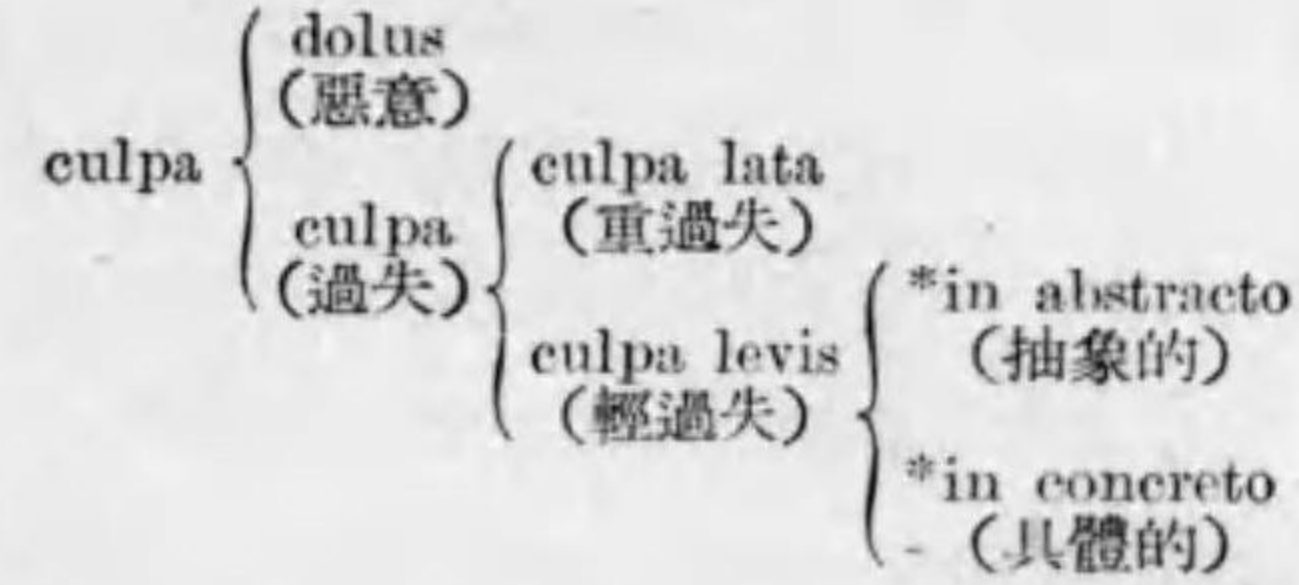 culpa
dolus
(惡意)
culpa
(過失)
culpa lata
(重過失)
culpa levis
(輕過失)
*in abstracto
(抽象的)
*in concreto
(具體的)